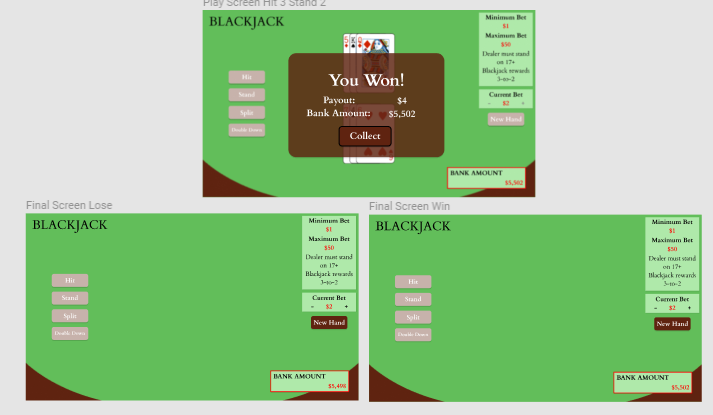 Play Screen Hit 3 Stand 2
BLACKJACK
Minimum Bet
$1
Maximum Bet
$50
Dealer must stand
on 17+
Blackjack rewards
3-to-2
Current Bet
- $2 +
New Hand
Hit
Stand
Split
Double Down
You Won!
Payout: $4
Bank Amount: $5,502
Collect
BANK AMOUNT
$5,502
Final Screen Lose
BLACKJACK
Minimum Bet
$1
Maximum Bet
$50
Dealer must stand
on 17+
Blackjack rewards
3-to-2
Current Bet
- $2 +
New Hand
Hit
Stand
Split
Double Down
BANK AMOUNT
$5,498
Final Screen Win
BLACKJACK
Minimum Bet
$1
Maximum Bet
$50
Dealer must stand
on 17+
Blackjack rewards
3-to-2
Current Bet
- $2 +
New Hand
Hit
Stand
Split
Double Down
BANK AMOUNT
$5,502